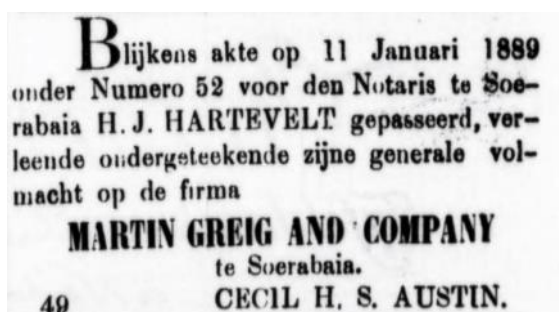 Blijkens akte op 11 Januari 1889
onder Numero 52 voor den Notaris te Soe-
rabaia H. J. HARTEVELT gepasseerd, ver-
leende ondergeteekende zijne generale vol-
macht op de firma
MARTIN GREIG AND COMPANY
te Soerabaia.
49 CECIL H. S. AUSTIN.